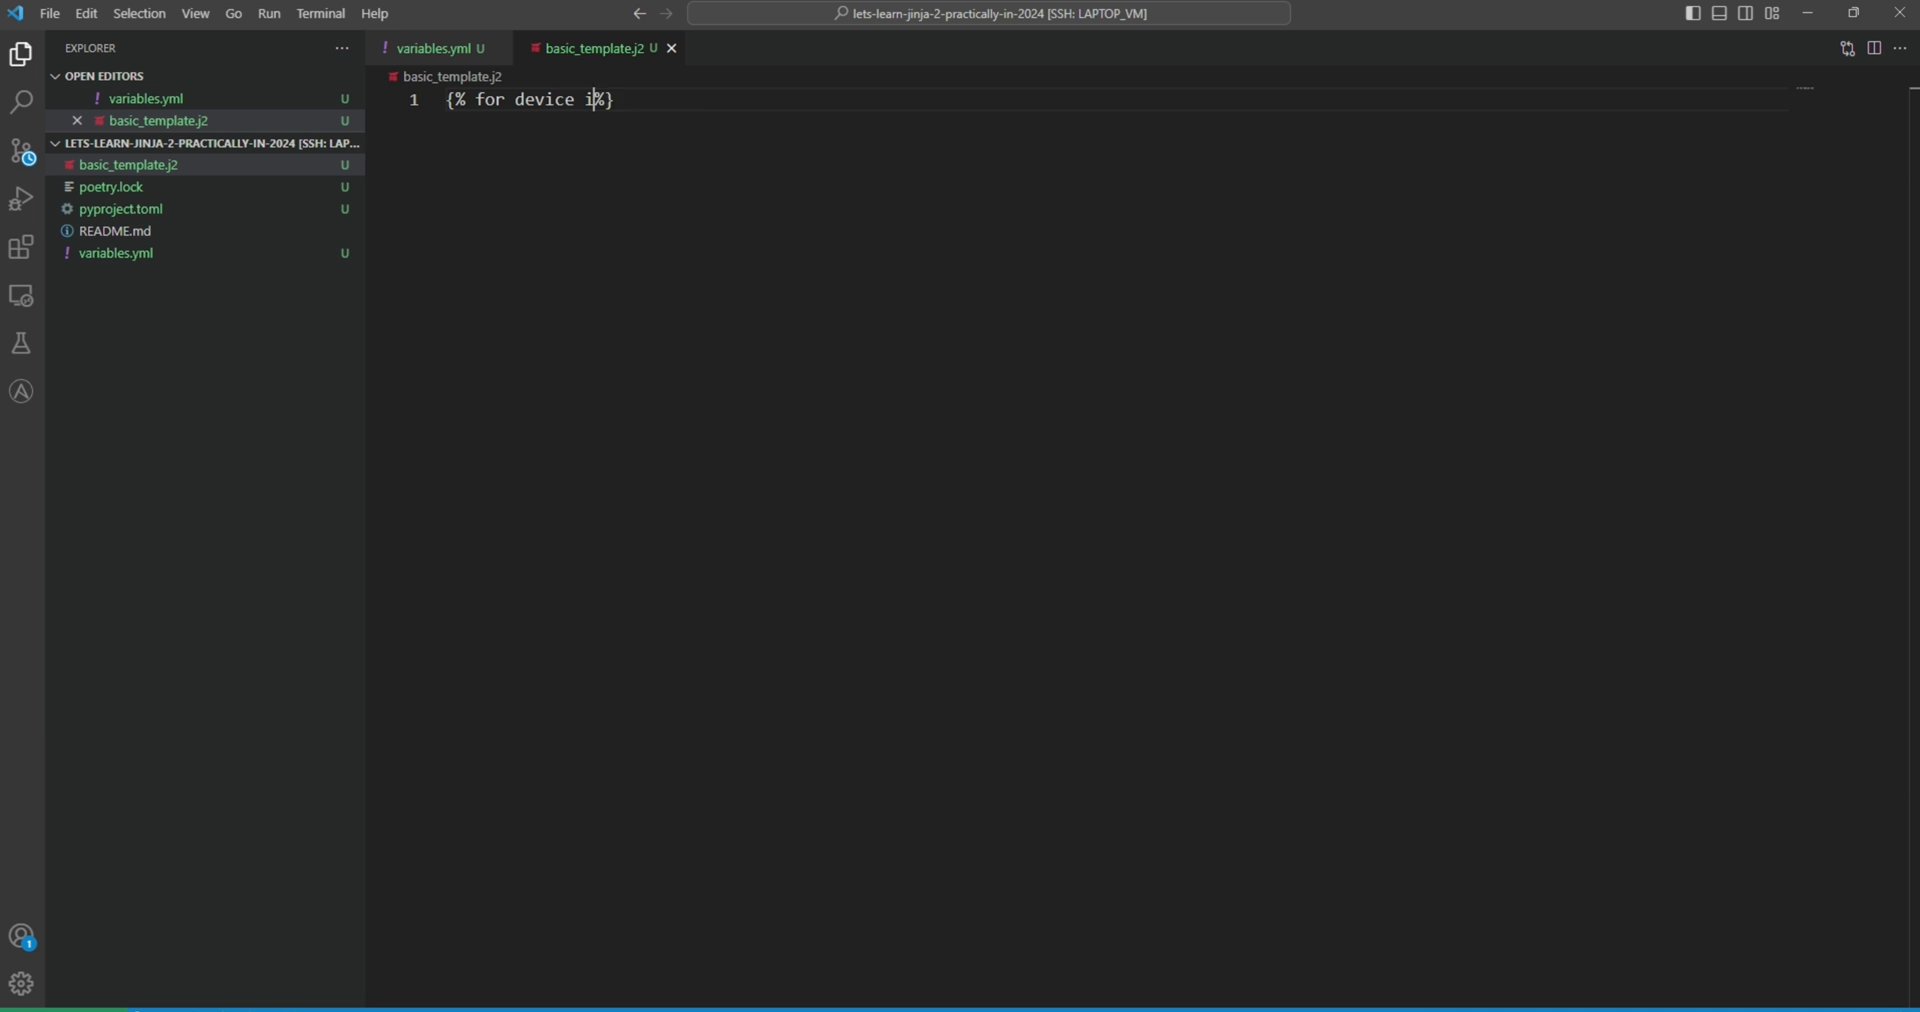 File Edit Selection View Go Run Terminal Help
lets-learn-jinja-2-practically-in-2024 [SSH: LAPTOP_VM]
EXPLORER
OPEN EDITORS
! variables.yml U
basic_template.j2 U
LETS-LEARN-JINJA-2-PRACTICALLY-IN-2024 [SSH: LAP...
basic_template.j2 U
poetry.lock U
pyproject.toml U
README.md
! variables.yml U
! variables.yml U
basic_template.j2 U
basic_template.j2
1 {% for device i%}
1